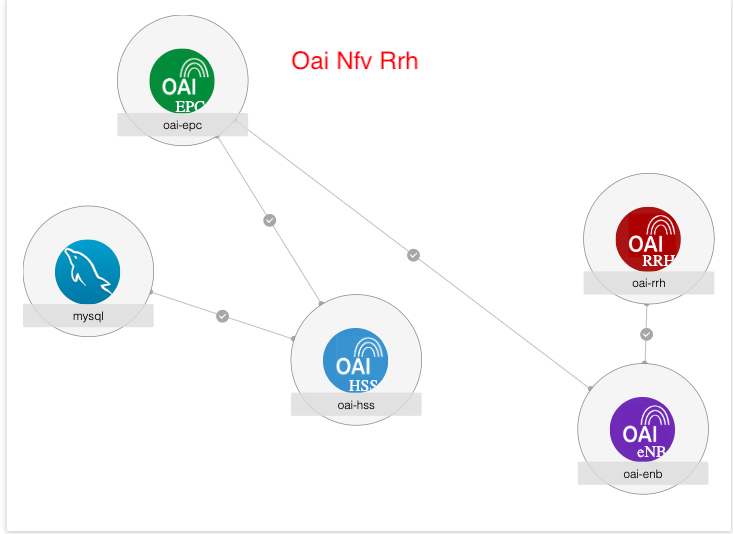 Oai Nfv Rrh
OAI
EPC
oai-epc
OAI
RRH
oai-rrh
mysql
OAI
HSS
oai-hss
OAI
eNB
oai-enb